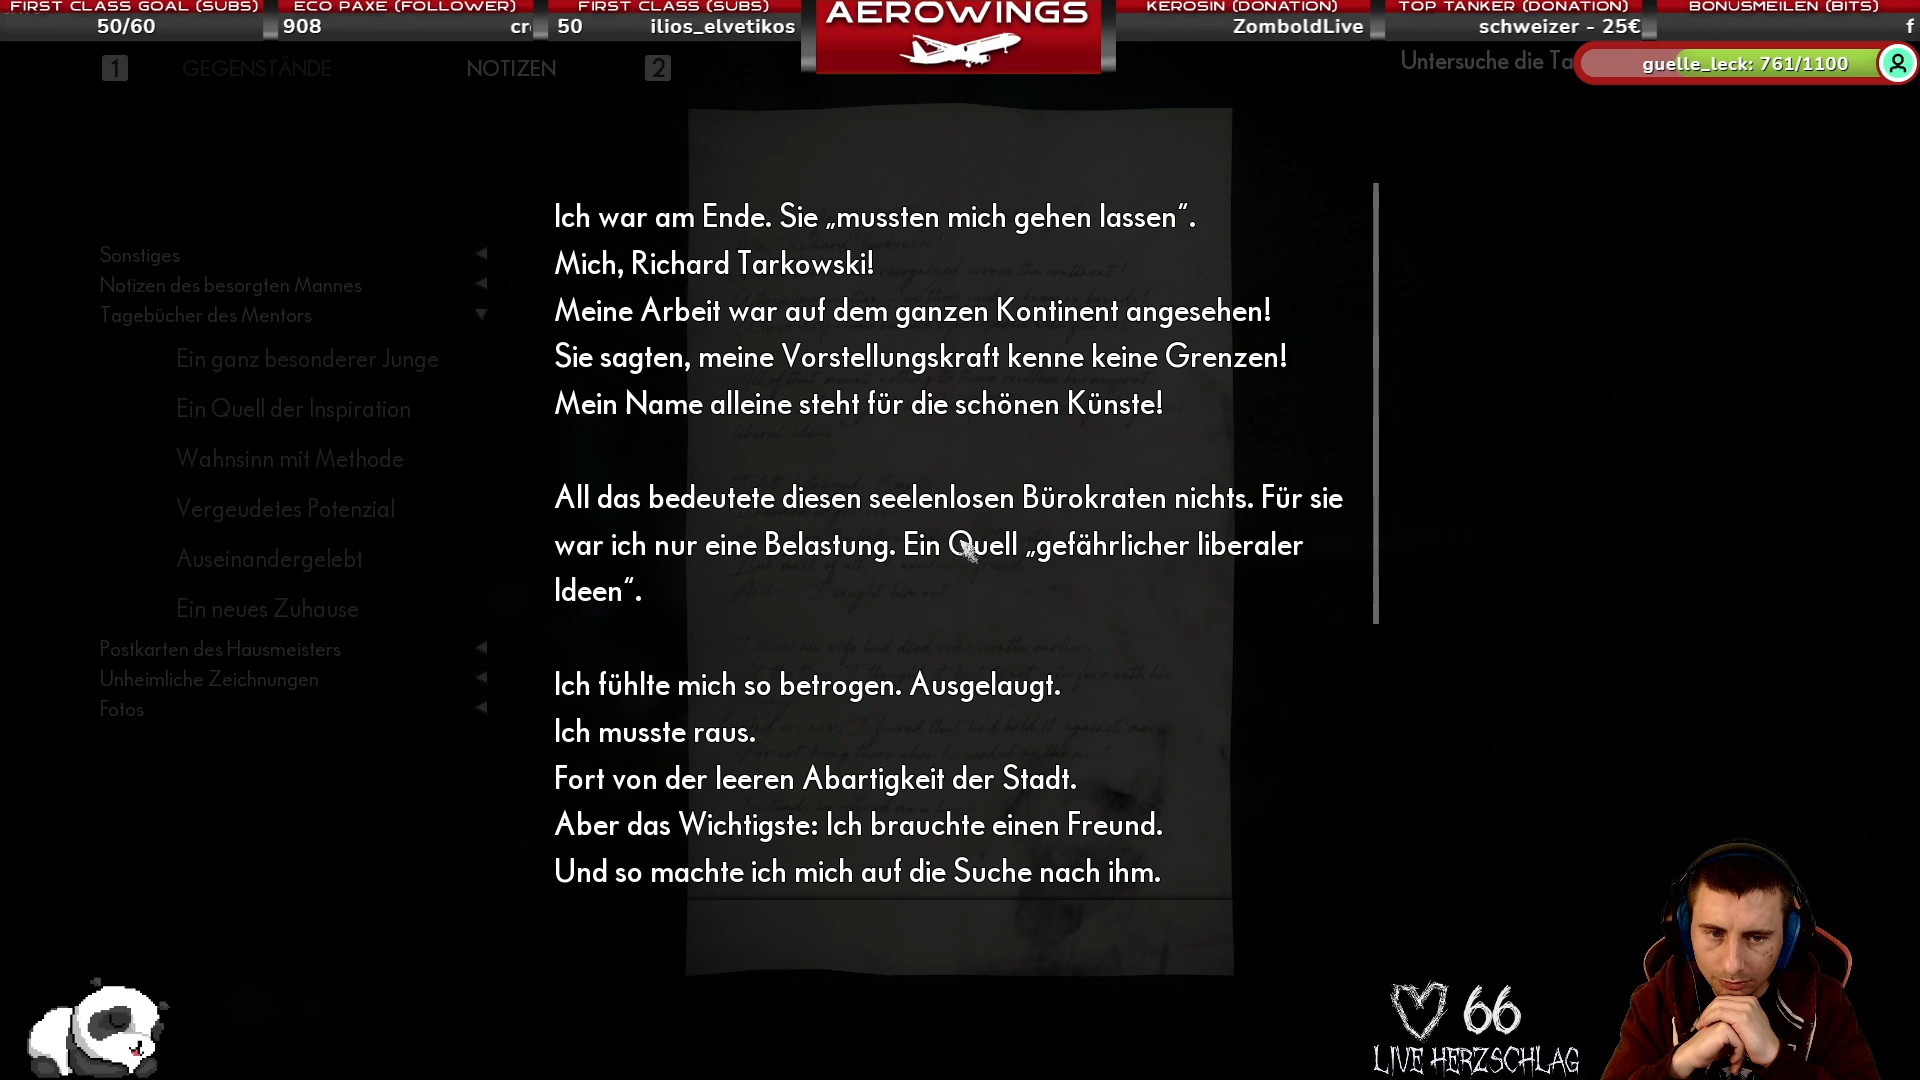 FIRST CLASS GOAL (SUBS)
50/60
ECO PAXE (FOLLOWER)
908
FIRST CLASS (SUBS)
50 ilios_elvetikos
AEROWINGS
KEROSIN (DONATION)
ZomboldLive
TOP TANKER (DONATION)
schweizer - 25€
BONUSMEILEN (BITS)
guelle_leck: 761/1100
1 GEGENSTÄNDE NOTIZEN 2
Untersuche die
Sonstiges
Notizen des besorgten Mannes
Tagebücher des Mentors
Ein ganz besonderer Junge
Ein Quell der Inspiration
Wahnsinn mit Methode
Vergeudetes Potenzial
Auseinandergelebt
Ein neues Zuhause
Postkarten des Hausmeisters
Unheimliche Zeichnungen
Fotos
Ich war am Ende. Sie „mussten mich gehen lassen“.
Mich, Richard Tarkowski!
Meine Arbeit war auf dem ganzen Kontinent angesehen!
Sie sagten, meine Vorstellungskraft kenne keine Grenzen!
Mein Name alleine steht für die schönen Künste!
All das bedeutete diesen seelenlosen Bürokraten nichts. Für sie
war ich nur eine Belastung. Ein Quell „gefährlicher liberaler
Ideen“.
Ich fühlte mich so betrogen. Ausgelaugt.
Ich musste raus.
Fort von der leeren Abartigkeit der Stadt.
Aber das Wichtigste: Ich brauchte einen Freund.
Und so machte ich mich auf die Suche nach ihm.
66
LIVE HERZSCHLAG